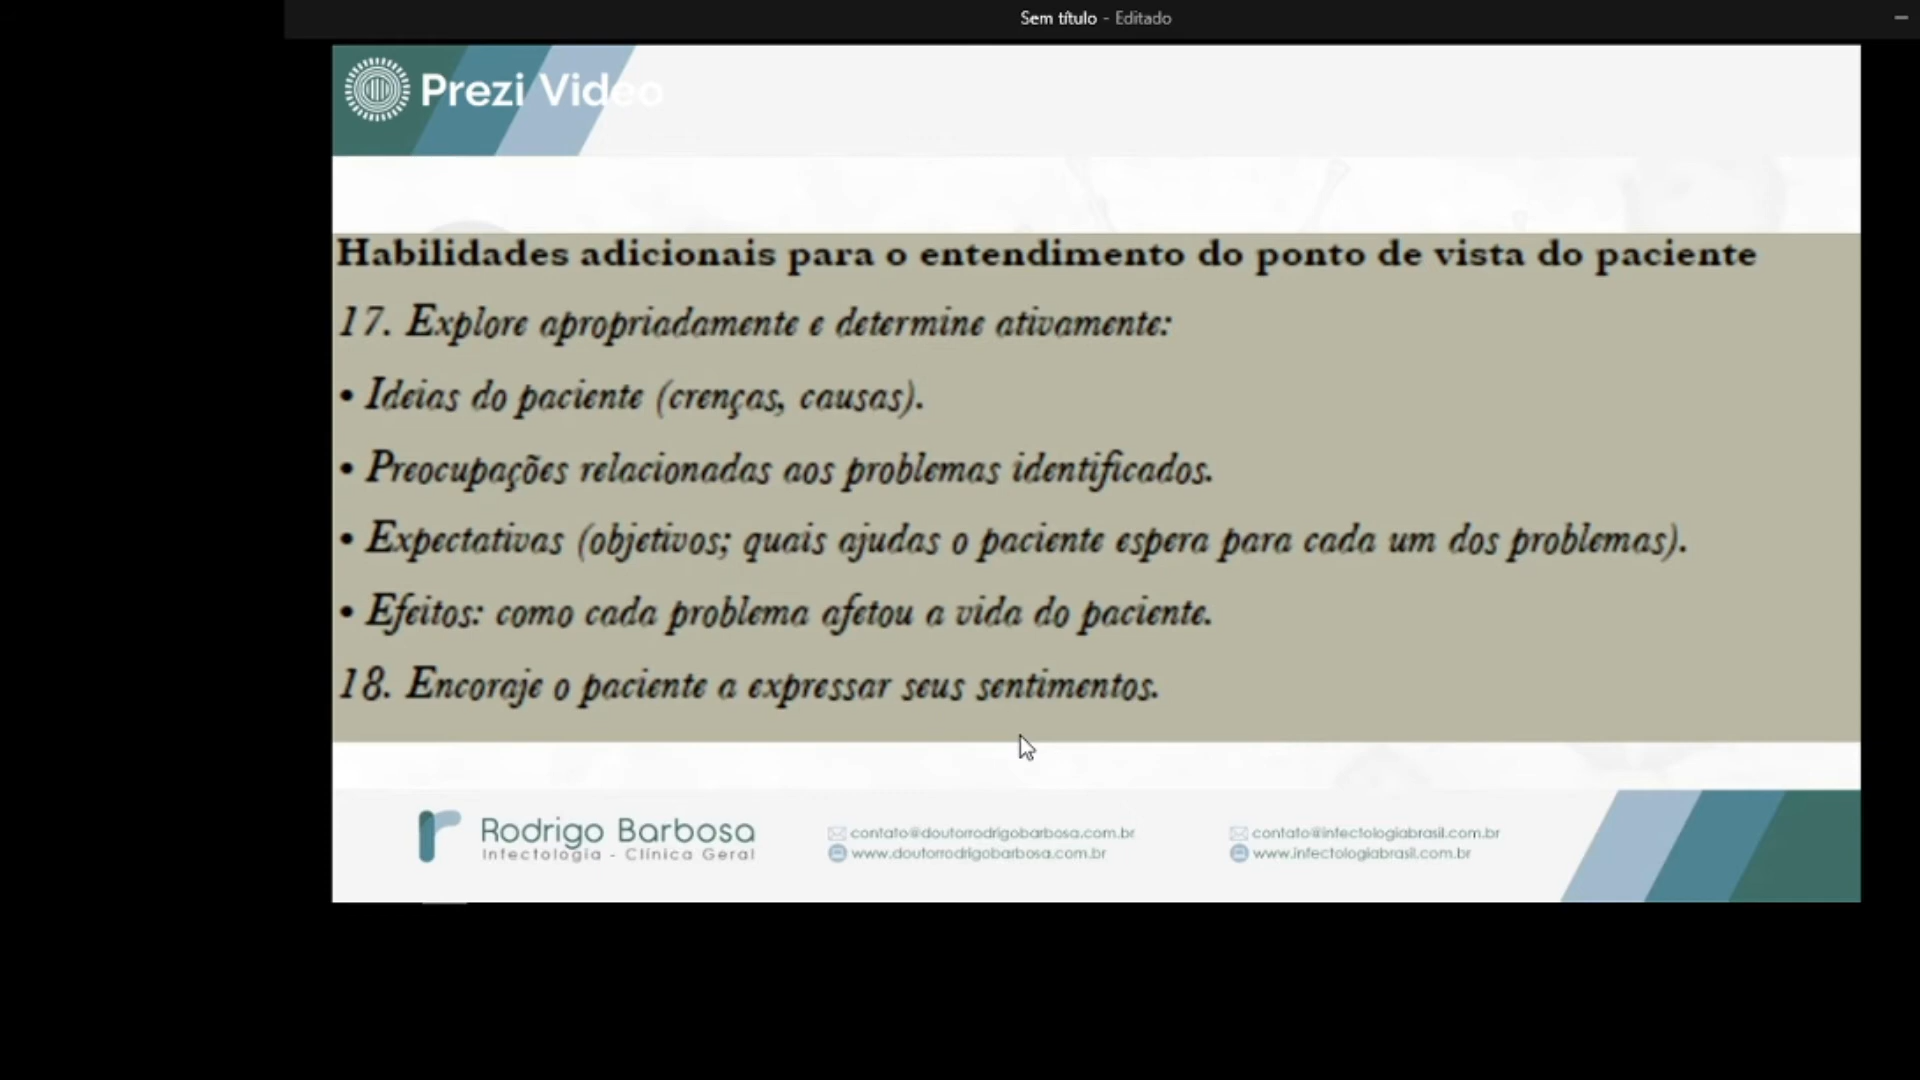 Sem título - Editado
Prezi Video
Habilidades adicionais para o entendimento do ponto de vista do paciente
17. Explore apropriadamente e determine ativamente:
• Ideias do paciente (crenças, causas).
• Preocupações relacionadas aos problemas identificados.
• Expectativas (objetivos; quais ajudas o paciente espera para cada um dos problemas).
• Efeitos: como cada problema afetou a vida do paciente.
18. Encoraje o paciente a expressar seus sentimentos.
Rodrigo Barbosa
Infectologia - Clínica Geral
contato@doutorrodrigobarbosa.com.br
www.doutorrodrigobarbosa.com.br
contato@infectologiabrasil.com.br
www.infectologiabrasil.com.br